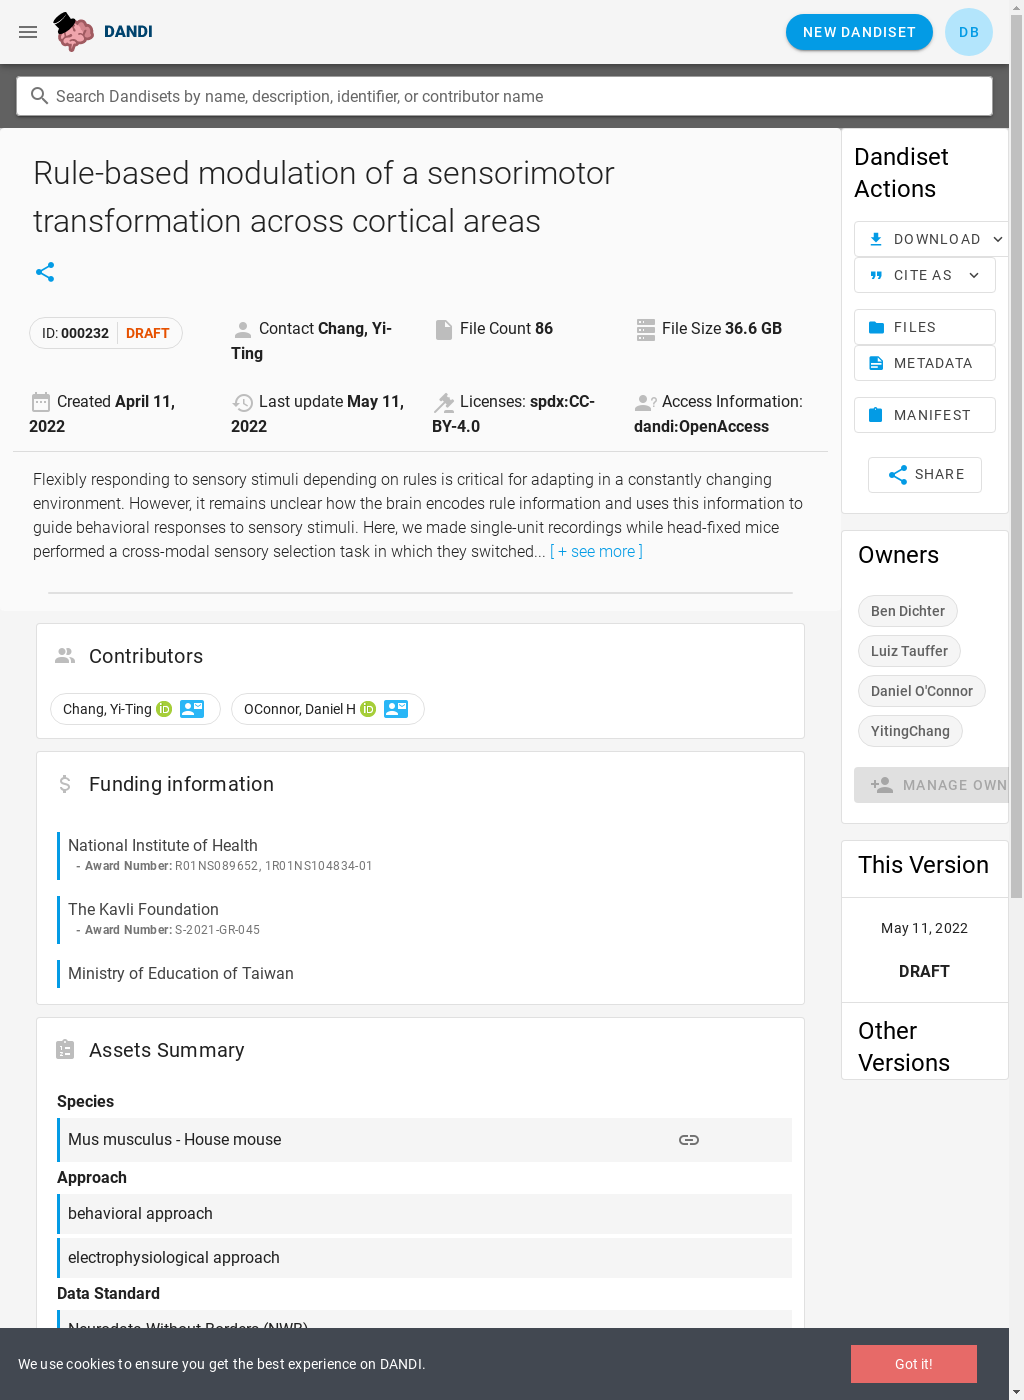 DANDI
NEW DANDISET
DB
Search Dandisets by name, description, identifier, or contributor name
Rule-based modulation of a sensorimotor
transformation across cortical areas
ID: 000232 DRAFT
Contact Chang, Yi-
Ting
File Count 86
File Size 36.6 GB
Created April 11,
2022
Last update May 11,
2022
Licenses: spdx:CC-
BY-4.0
Access Information:
dandi:OpenAccess
Flexibly responding to sensory stimuli depending on rules is critical for adapting in a constantly changing
environment. However, it remains unclear how the brain encodes rule information and uses this information to
guide behavioral responses to sensory stimuli. Here, we made single-unit recordings while head-fixed mice
performed a cross-modal sensory selection task in which they switched... [ + see more ]
Contributors
Chang, Yi-Ting iD
OConnor, Daniel H iD
Funding information
National Institute of Health
- Award Number: R01NS089652, 1R01NS104834-01
The Kavli Foundation
- Award Number: S-2021-GR-045
Ministry of Education of Taiwan
Assets Summary
Species
Mus musculus - House mouse
Approach
behavioral approach
electrophysiological approach
Data Standard
Neurodata Without Borders (NWB)
Dandiset
Actions
DOWNLOAD
CITE AS
FILES
METADATA
MANIFEST
SHARE
Owners
Ben Dichter
Luiz Tauffer
Daniel O'Connor
YitingChang
MANAGE OWN
This Version
May 11, 2022
DRAFT
Other
Versions
We use cookies to ensure you get the best experience on DANDI.
Got it!